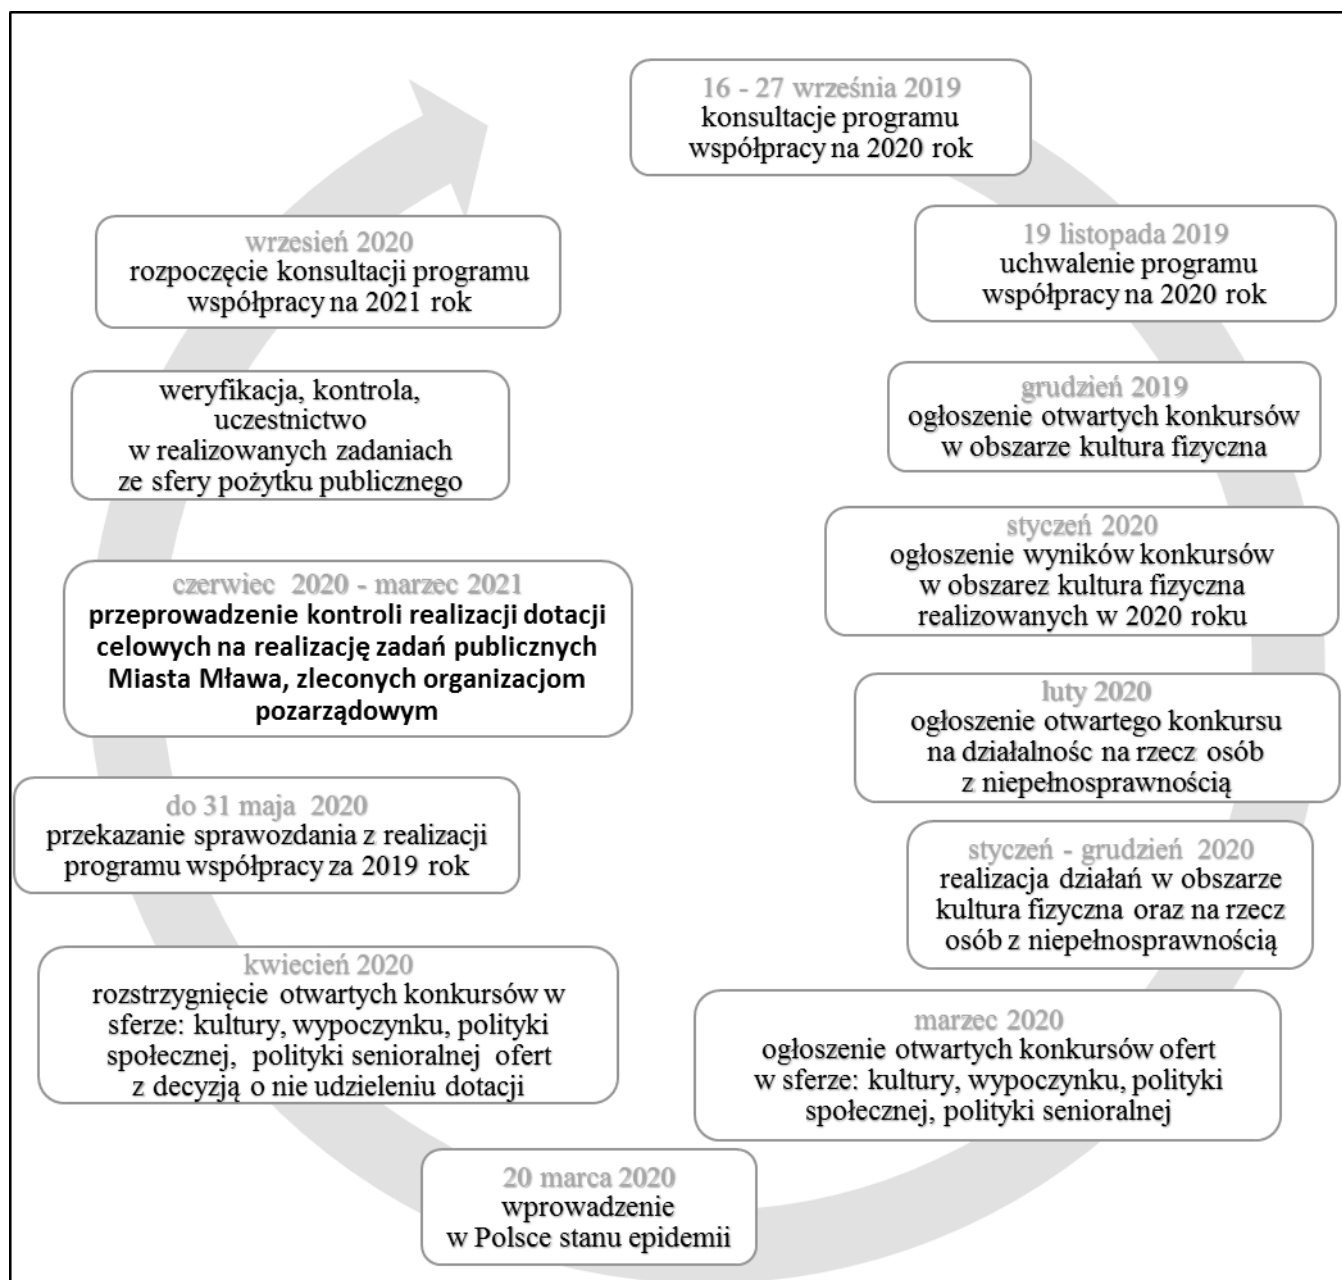 16 - 27 września 2019
konsultacje programu
współpracy na 2020 rok
19 listopada 2019
uchwalenie programu
współpracy na 2020 rok
grudzień 2019
ogłoszenie otwartych konkursów
w obszarze kultura fizyczna
styczeń 2020
ogłoszenie wyników konkursów
w obszarez kultura fizyczna
realizowanych w 2020 roku
luty 2020
ogłoszenie otwartego konkursu
na działalnośc na rzecz osób
z niepełnosprawnością
styczeń - grudzień 2020
realizacja działań w obszarze
kultura fizyczna oraz na rzecz
osób z niepełnosprawnością
marzec 2020
ogłoszenie otwartych konkursów ofert
w sferze: kultury, wypoczynku, polityki
społecznej, polityki senioralnej
20 marca 2020
wprowadzenie
w Polsce stanu epidemii
kwiecień 2020
rozstrzygnięcie otwartych konkursów w
sferze: kultury, wypoczynku, polityki
społecznej, polityki senioralnej ofert
z decyzją o nie udzieleniu dotacji
do 31 maja 2020
przekazanie sprawozdania z realizacji
programu współpracy za 2019 rok
czerwiec 2020 - marzec 2021
przeprowadzenie kontroli realizacji dotacji
celowych na realizację zadań publicznych
Miasta Mława, zleconych organizacjom
pozarządowym
weryfikacja, kontrola,
uczestnictwo
w realizowanych zadaniach
ze sfery pożytku publicznego
wrzesień 2020
rozpoczęcie konsultacji programu
współpracy na 2021 rok